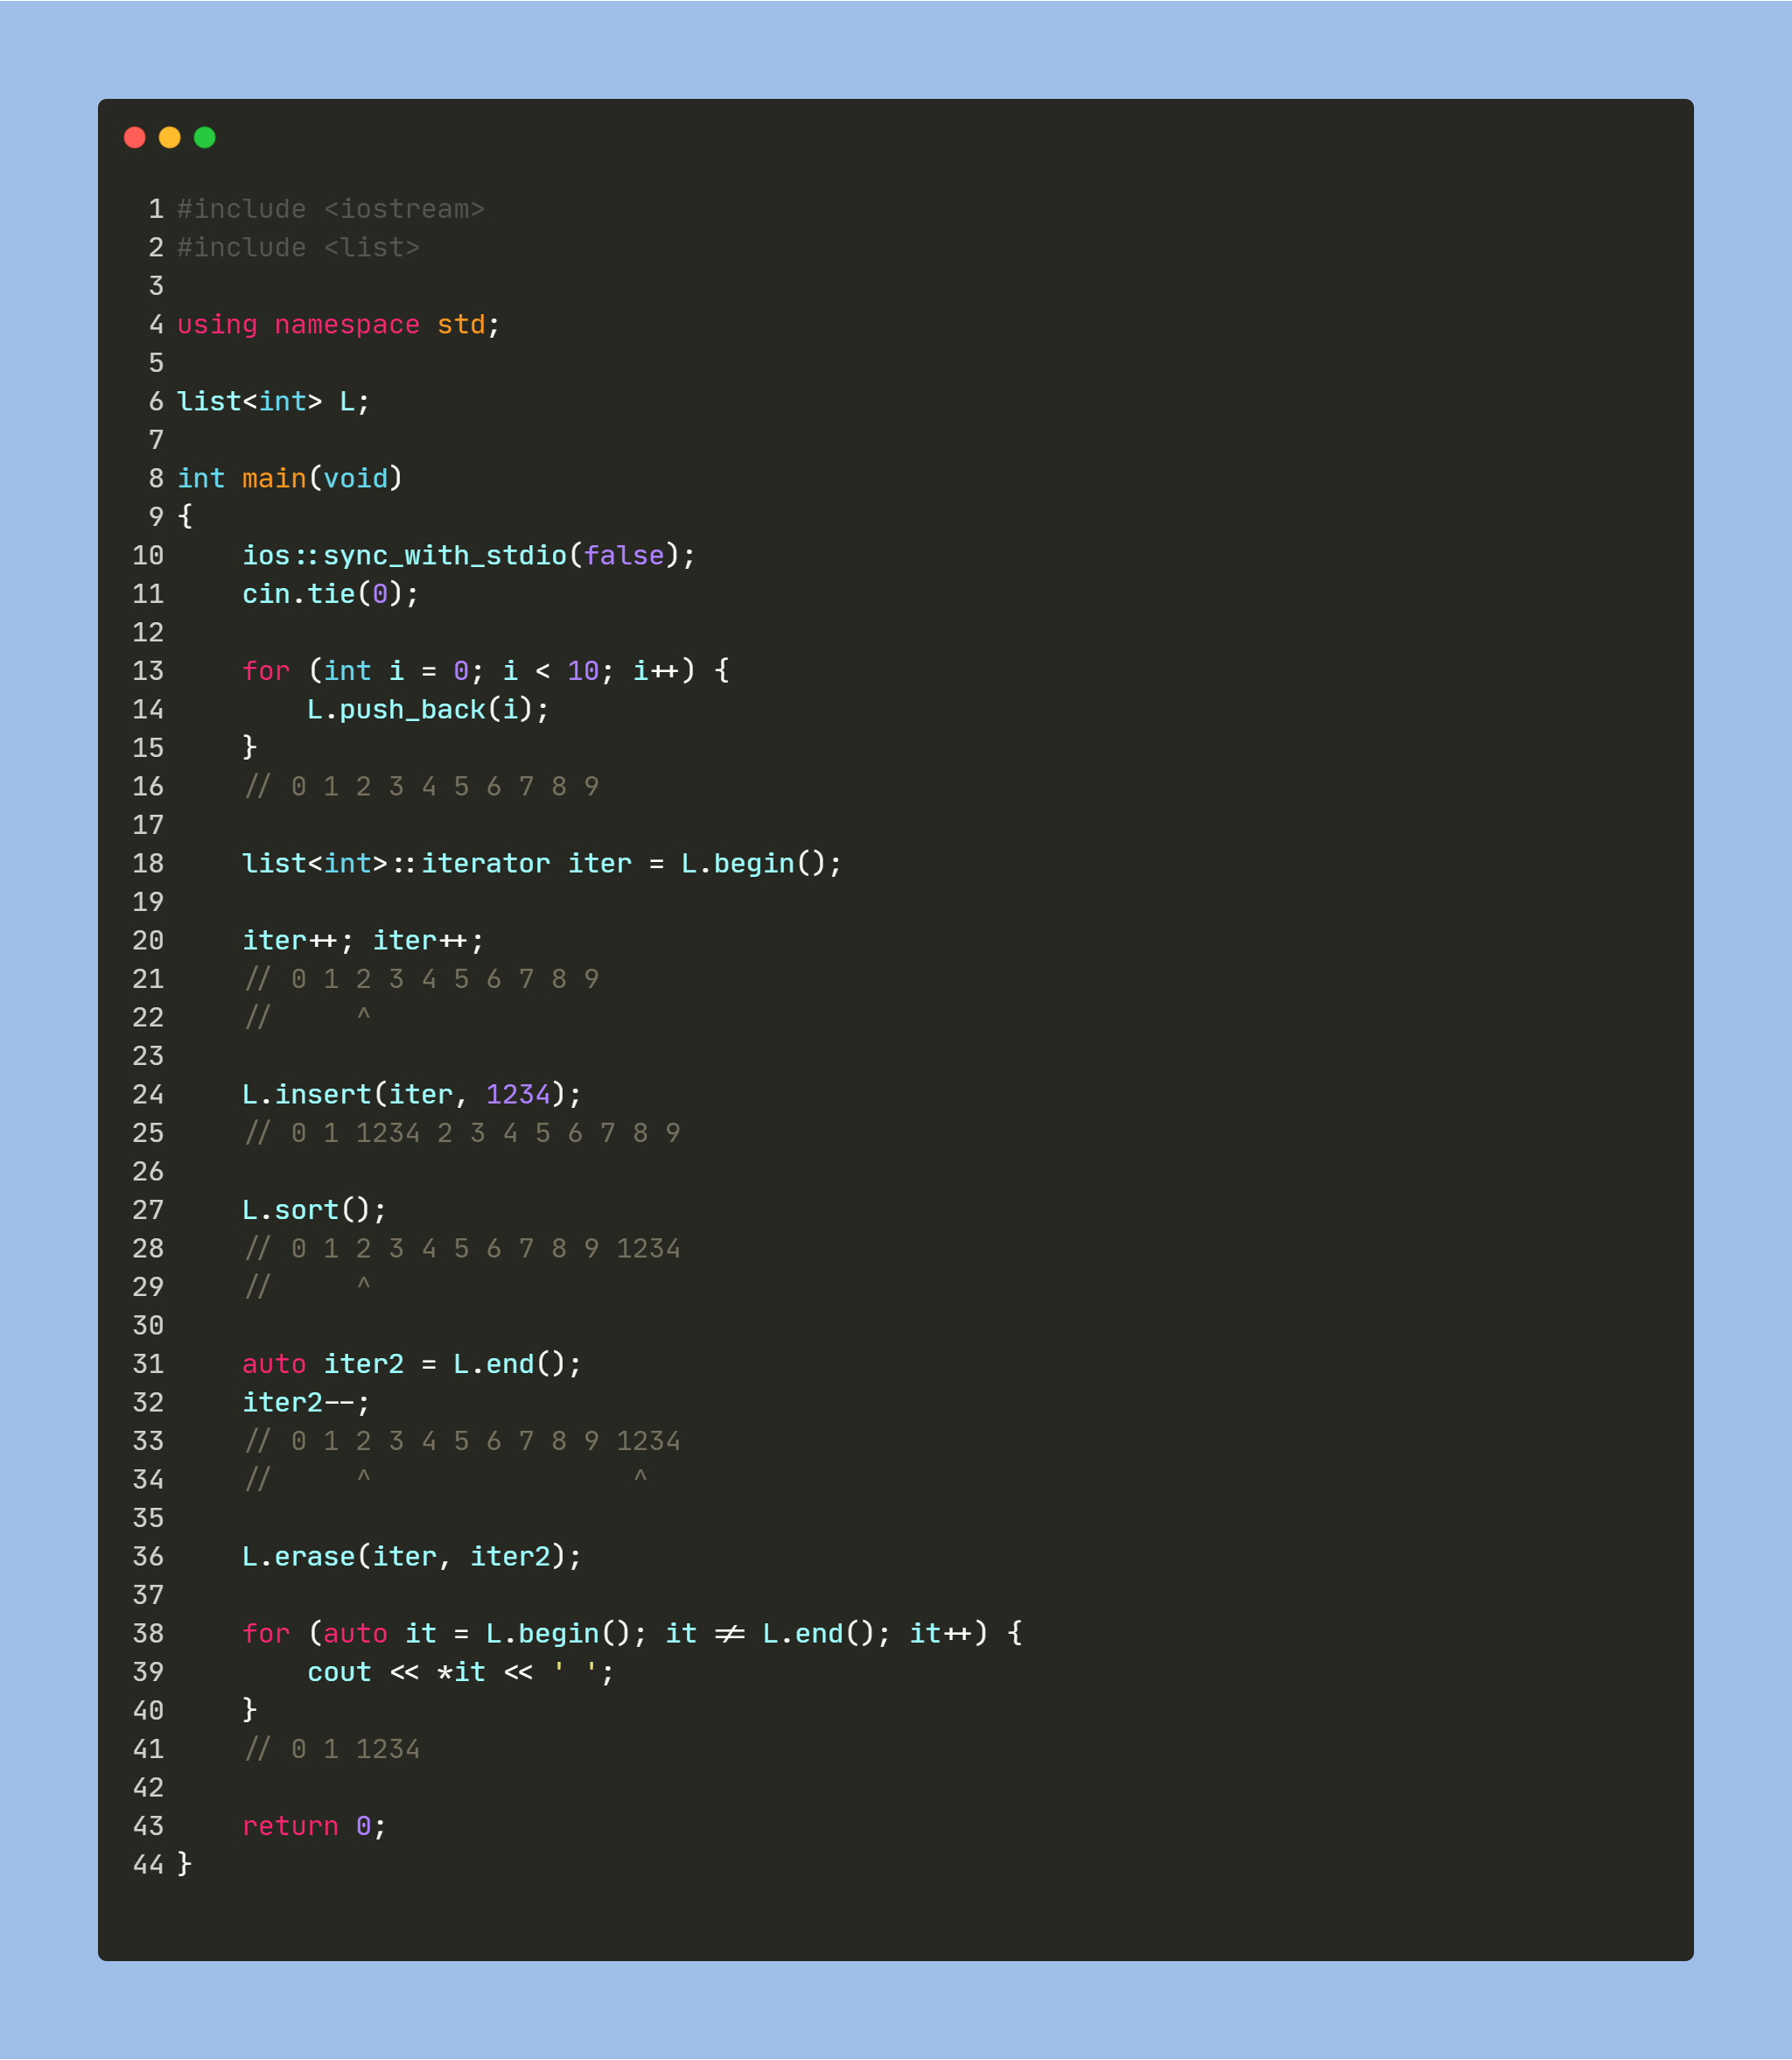 1 #include <iostream>
2 #include <list>
3
4 using namespace std;
5
6 list<int> L;
7
8 int main(void)
9 {
10     ios::sync_with_stdio(false);
11     cin.tie(0);
12
13     for (int i = 0; i < 10; i++) {
14         L.push_back(i);
15     }
16     // 0 1 2 3 4 5 6 7 8 9
17
18     list<int>::iterator iter = L.begin();
19
20     iter++; iter++;
21     // 0 1 2 3 4 5 6 7 8 9
22     //     ^
23
24     L.insert(iter, 1234);
25     // 0 1 1234 2 3 4 5 6 7 8 9
26
27     L.sort();
28     // 0 1 2 3 4 5 6 7 8 9 1234
29     //     ^
30
31     auto iter2 = L.end();
32     iter2--;
33     // 0 1 2 3 4 5 6 7 8 9 1234
34     //     ^                ^
35
36     L.erase(iter, iter2);
37
38     for (auto it = L.begin(); it != L.end(); it++) {
39         cout << *it << ' ';
40     }
41     // 0 1 1234
42
43     return 0;
44 }